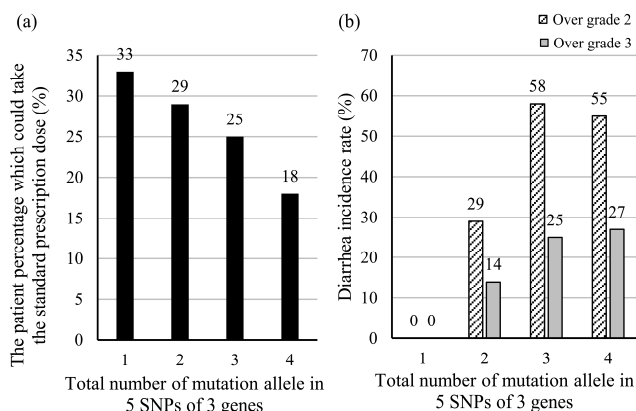 (a)
The patient percentage which could take
the standard prescription dose (%)
40
35
30
25
20
15
10
5
0
33
29
25
18
1 2 3 4
Total number of mutation allele in
5 SNPs of 3 genes
(b)
Over grade 2
Over grade 3
Diarrhea incidence rate (%)
70
60
50
40
30
20
10
0
0 0
29
14
58
25
55
27
1 2 3 4
Total number of mutation allele in
5 SNPs of 3 genes